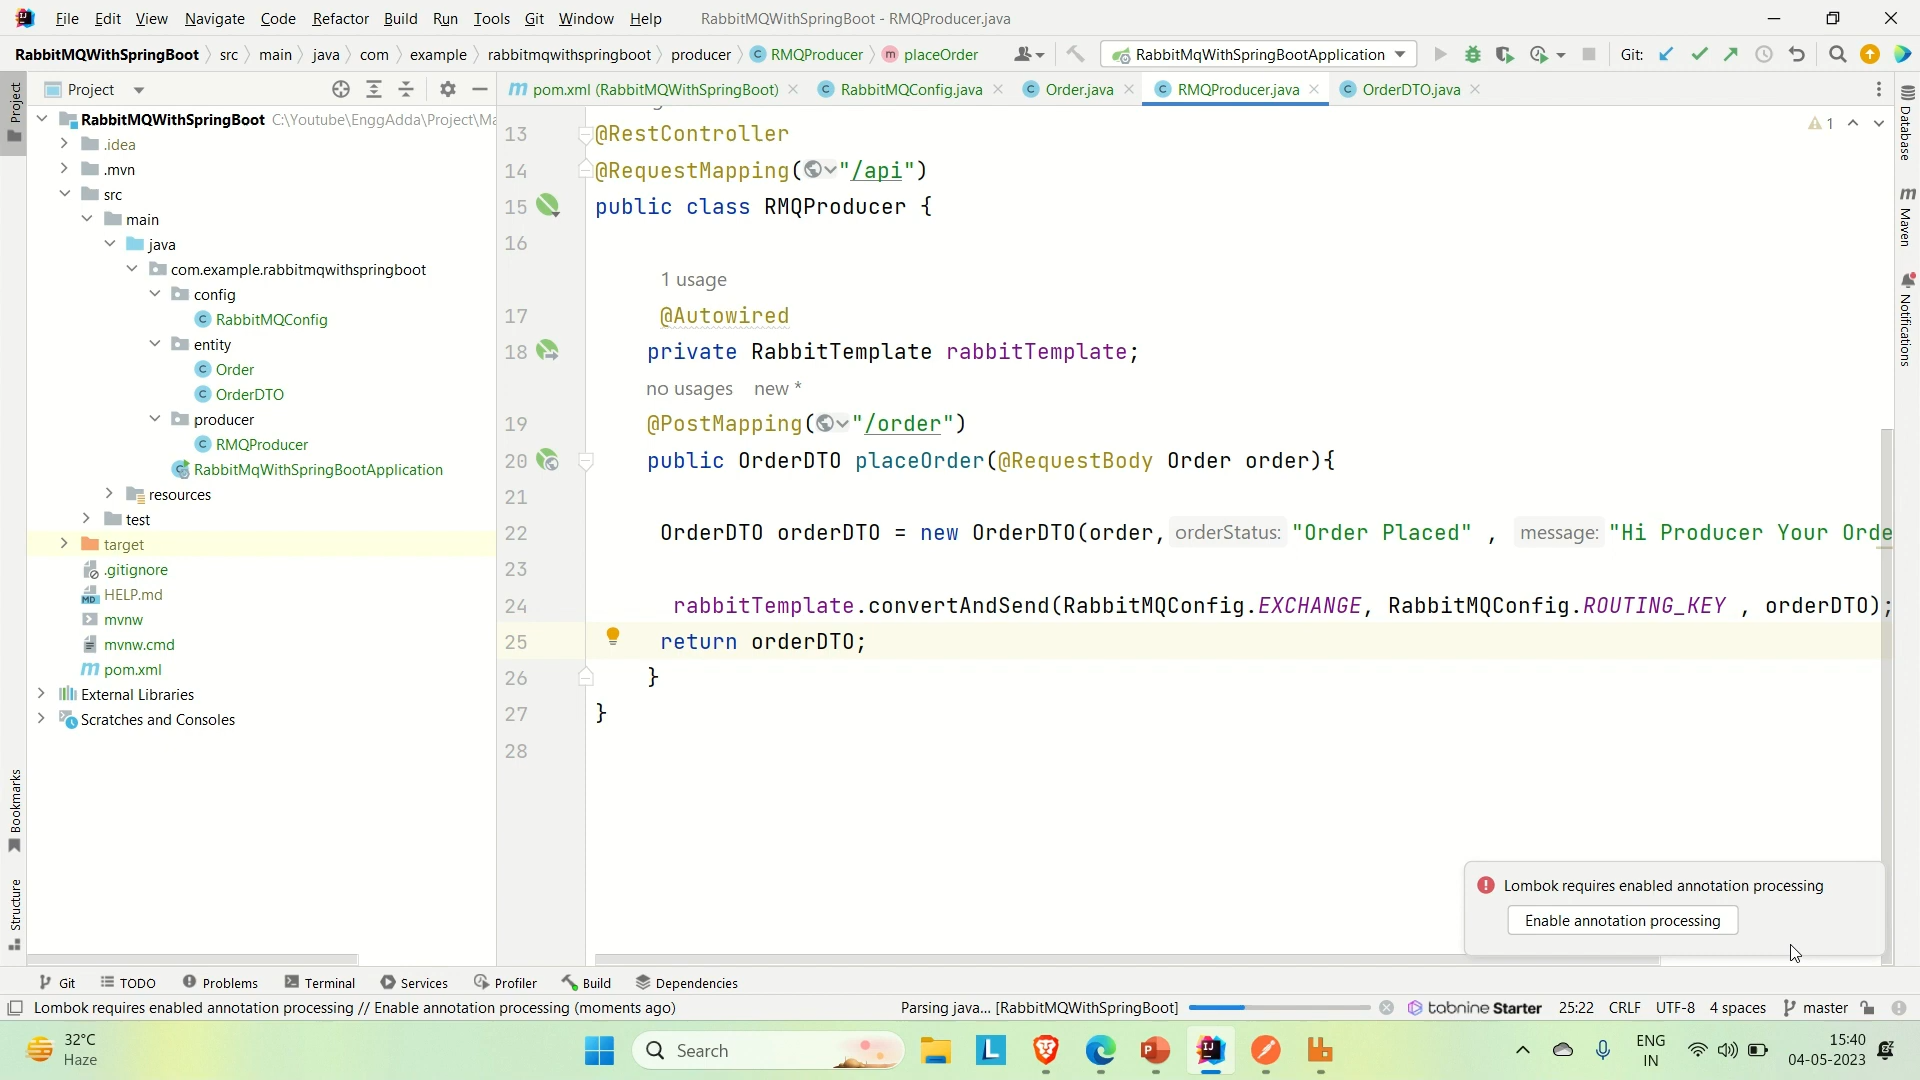 File Edit View Navigate Code Refactor Build Run Tools Git Window Help RabbitMQWithSpringBoot - RMQProducer.java
RabbitMQWithSpringBoot src main java com example rabbitmqwithspringboot producer RMQProducer placeOrder RabbitMqWithSpringBootApplication Git:
Project
pom.xml (RabbitMQWithSpringBoot) RabbitMQConfig.java Order.java RMQProducer.java OrderDTO.java
RabbitMQWithSpringBoot C:\Youtube\EnggAdda\Project\Ma
.idea
.mvn
src
main
java
com.example.rabbitmqwithspringboot
config
RabbitMQConfig
entity
Order
OrderDTO
producer
RMQProducer
RabbitMqWithSpringBootApplication
resources
test
target
.gitignore
HELP.md
mvnw
mvnw.cmd
pom.xml
External Libraries
Scratches and Consoles
Project
Bookmarks
Structure
13 @RestController
14 @RequestMapping("/api")
15 public class RMQProducer {
16
1 usage
17 @Autowired
18 private RabbitTemplate rabbitTemplate;
no usages new *
19 @PostMapping("/order")
20 public OrderDTO placeOrder(@RequestBody Order order){
21
22 OrderDTO orderDTO = new OrderDTO(order, orderStatus: "Order Placed" , message: "Hi Producer Your Orde
23
24 rabbitTemplate.convertAndSend(RabbitMQConfig.EXCHANGE, RabbitMQConfig.ROUTING_KEY , orderDTO);
25 return orderDTO;
26 }
27 }
28
1
Database
Maven
Notifications
Lombok requires enabled annotation processing
Enable annotation processing
Git TODO Problems Terminal Services Profiler Build Dependencies
Lombok requires enabled annotation processing // Enable annotation processing (moments ago) Parsing java... [RabbitMQWithSpringBoot] tabnine Starter 25:22 CRLF UTF-8 4 spaces master
32°C
Haze
Search
ENG
IN
15:40
04-05-2023